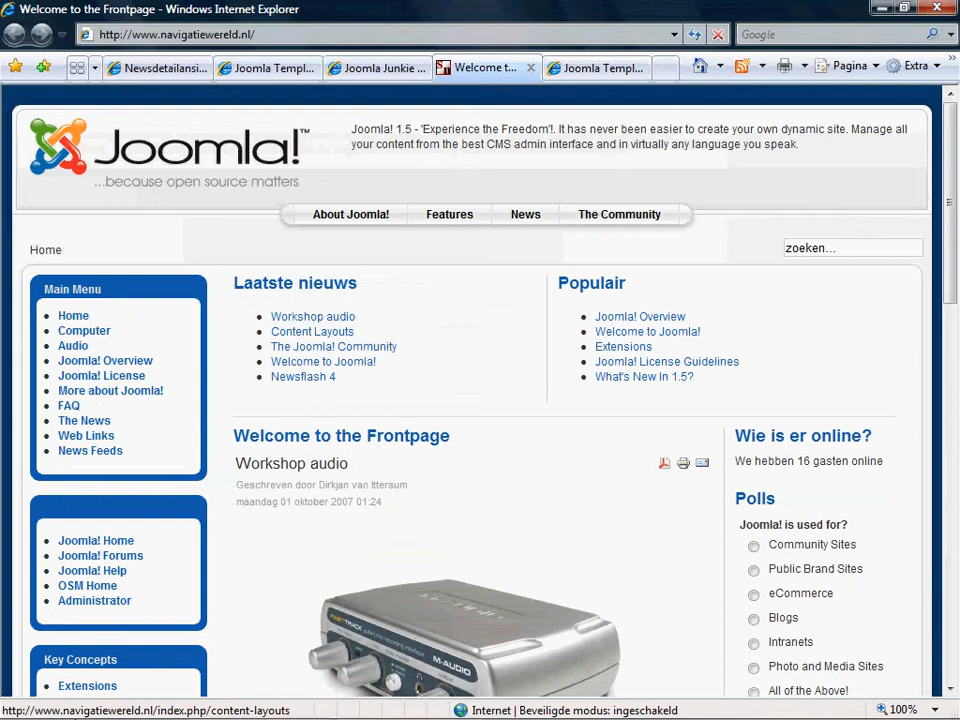 Welcome to the Frontpage - Windows Internet Explorer
http://www.navigatiewereld.nl/
Google
Newsdetailansi...
Joomla Templ...
Joomla Junkie ...
Welcome t...
Joomla Templ...
Pagina
Extra
Joomla!™
...because open source matters
Joomla! 1.5 - 'Experience the Freedom'!. It has never been easier to create your own dynamic site. Manage all
your content from the best CMS admin interface and in virtually any language you speak.
About Joomla!
Features
News
The Community
Home
zoeken...
Main Menu
Home
Computer
Audio
Joomla! Overview
Joomla! License
More about Joomla!
FAQ
The News
Web Links
News Feeds
Joomla! Home
Joomla! Forums
Joomla! Help
OSM Home
Administrator
Key Concepts
Extensions
Laatste nieuws
Workshop audio
Content Layouts
The Joomla! Community
Welcome to Joomla!
Newsflash 4
Populair
Joomla! Overview
Welcome to Joomla!
Extensions
Joomla! License Guidelines
What's New In 1.5?
Welcome to the Frontpage
Workshop audio
Geschreven door Dirkjan van Ittersum
maandag 01 oktober 2007 01:24
FASTTRACK
M-AUDIO
Wie is er online?
We hebben 16 gasten online
Polls
Joomla! is used for?
Community Sites
Public Brand Sites
eCommerce
Blogs
Intranets
Photo and Media Sites
All of the Above!
http://www.navigatiewereld.nl/index.php/content-layouts
Internet | Beveiligde modus: ingeschakeld
100%